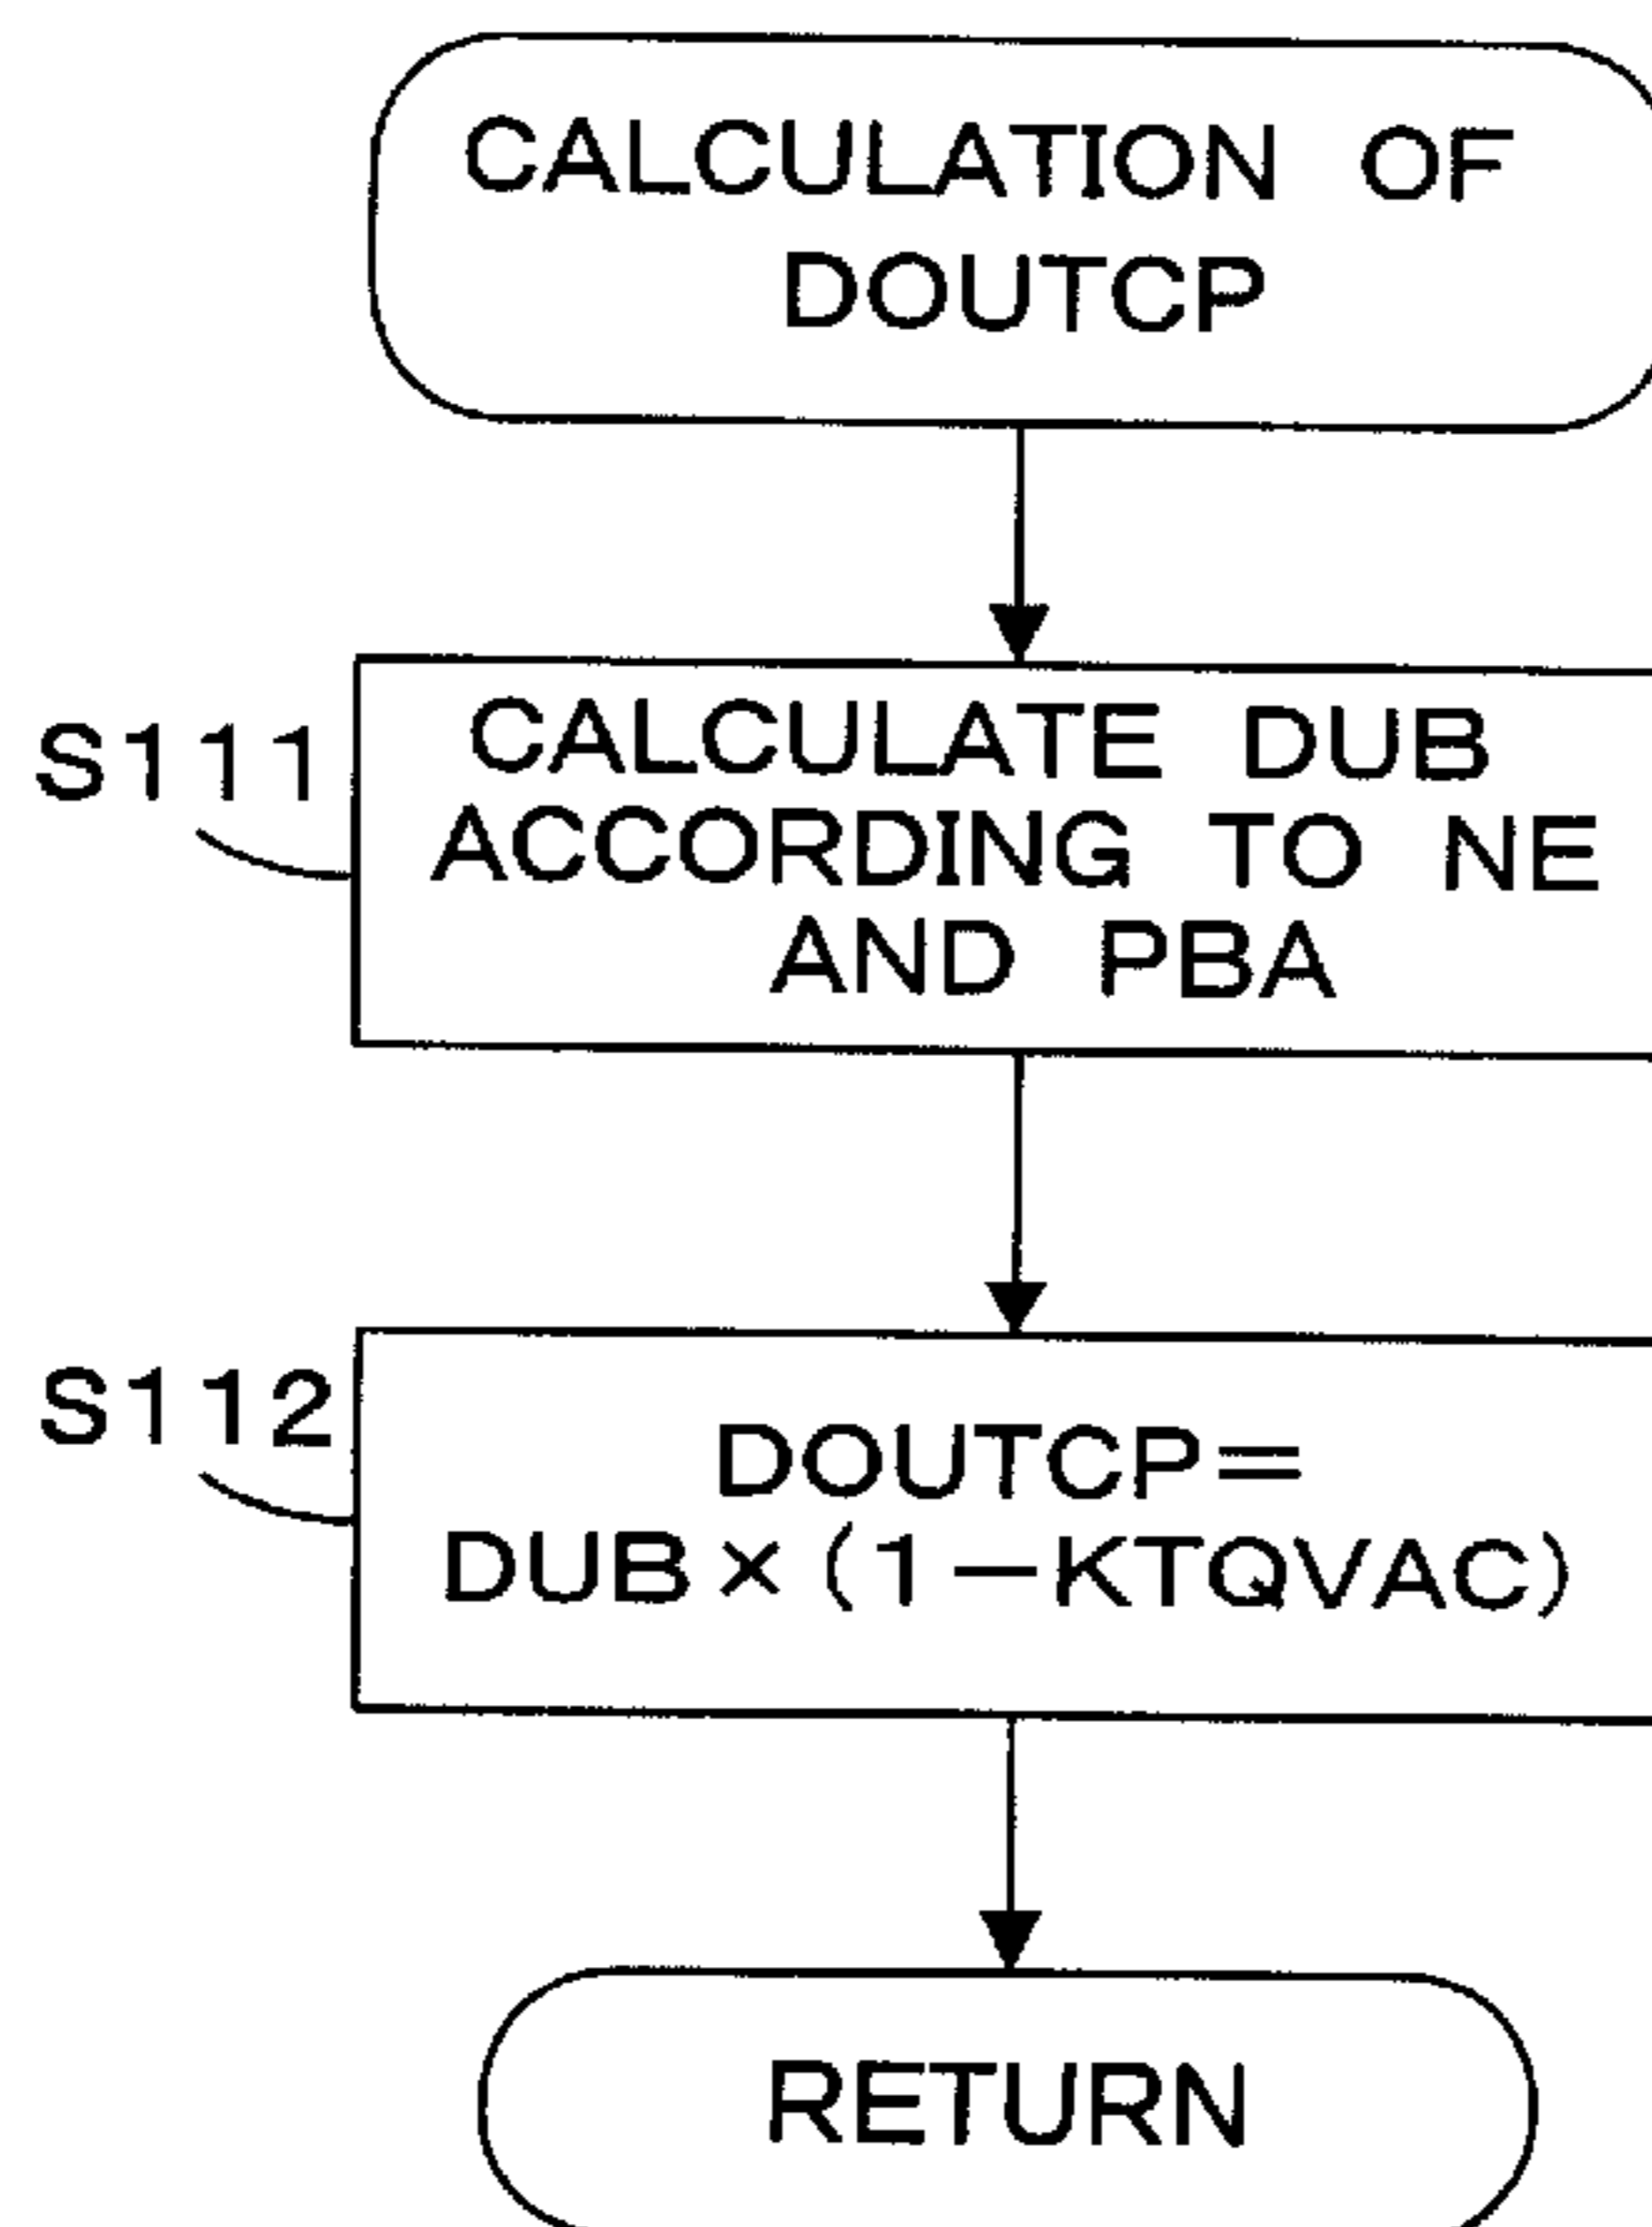 CALCULATION OF
DOUTCP
S111
CALCULATE DUB
ACCORDING TO NE
AND PBA
S112
DOUTCP=
DUB×(1−KTQVAC)
RETURN